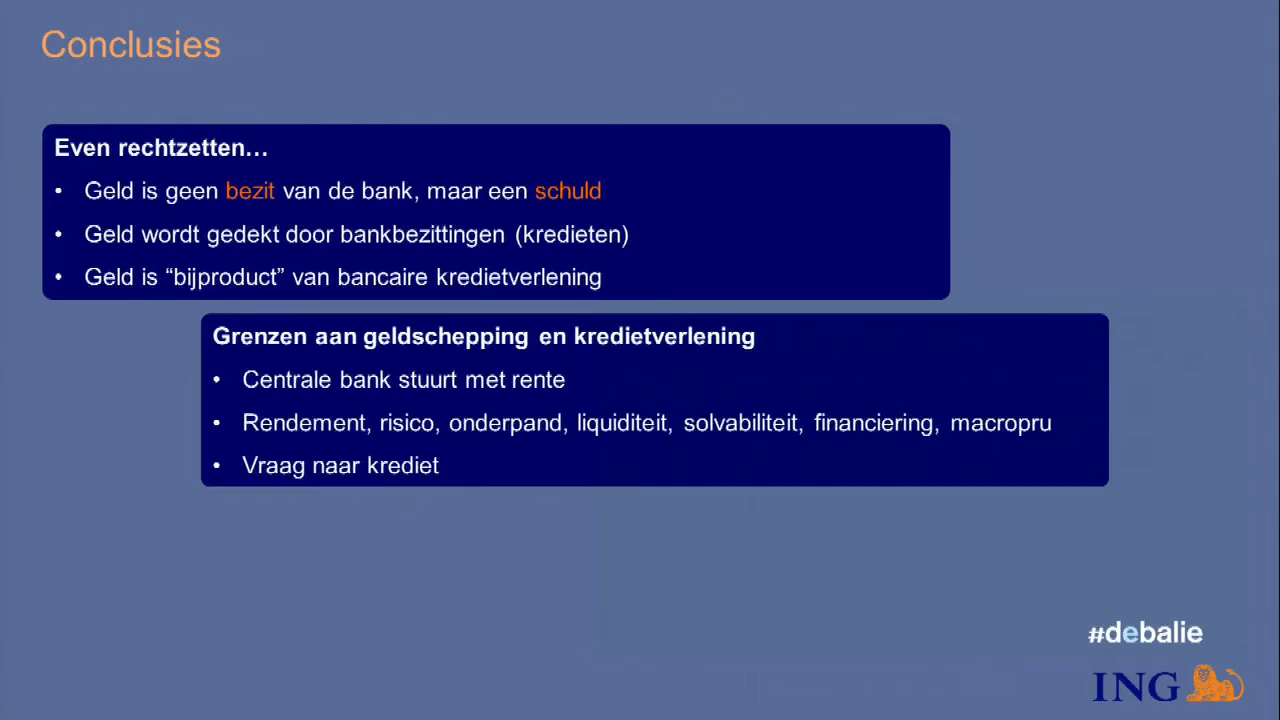 Conclusies
Even rechtzetten…
• Geld is geen bezit van de bank, maar een schuld
• Geld wordt gedekt door bankbezittingen (kredieten)
• Geld is “bijproduct” van bancaire kredietverlening
Grenzen aan geldschepping en kredietverlening
• Centrale bank stuurt met rente
• Rendement, risico, onderpand, liquiditeit, solvabiliteit, financiering, macropru
• Vraag naar krediet
#debalie
ING